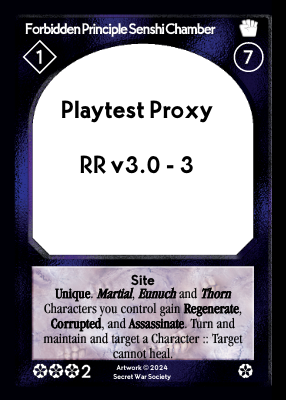 Forbidden Principle Senshi Chamber
1
7
Playtest Proxy
RR v3.0 - 3
Site
Unique. Martial, Eunuch and Thorn
Characters you control gain Regenerate,
Corrupted, and Assassinate. Turn and
maintain and target a Character :: Target
cannot heal.
2
Artwork © 2024
Secret War Society